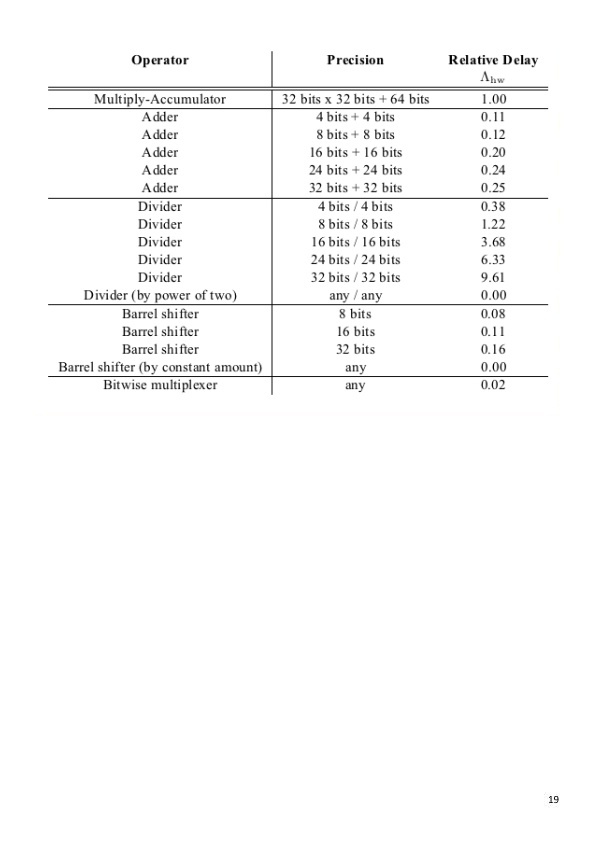 Operator Precision Relative Delay
Λhw
Multiply-Accumulator 32 bits x 32 bits + 64 bits 1.00
Adder 4 bits + 4 bits 0.11
Adder 8 bits + 8 bits 0.12
Adder 16 bits + 16 bits 0.20
Adder 24 bits + 24 bits 0.24
Adder 32 bits + 32 bits 0.25
Divider 4 bits / 4 bits 0.38
Divider 8 bits / 8 bits 1.22
Divider 16 bits / 16 bits 3.68
Divider 24 bits / 24 bits 6.33
Divider 32 bits / 32 bits 9.61
Divider (by power of two) any / any 0.00
Barrel shifter 8 bits 0.08
Barrel shifter 16 bits 0.11
Barrel shifter 32 bits 0.16
Barrel shifter (by constant amount) any 0.00
Bitwise multiplexer any 0.02
19